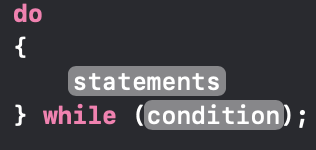 do
{
statements
} while (condition);